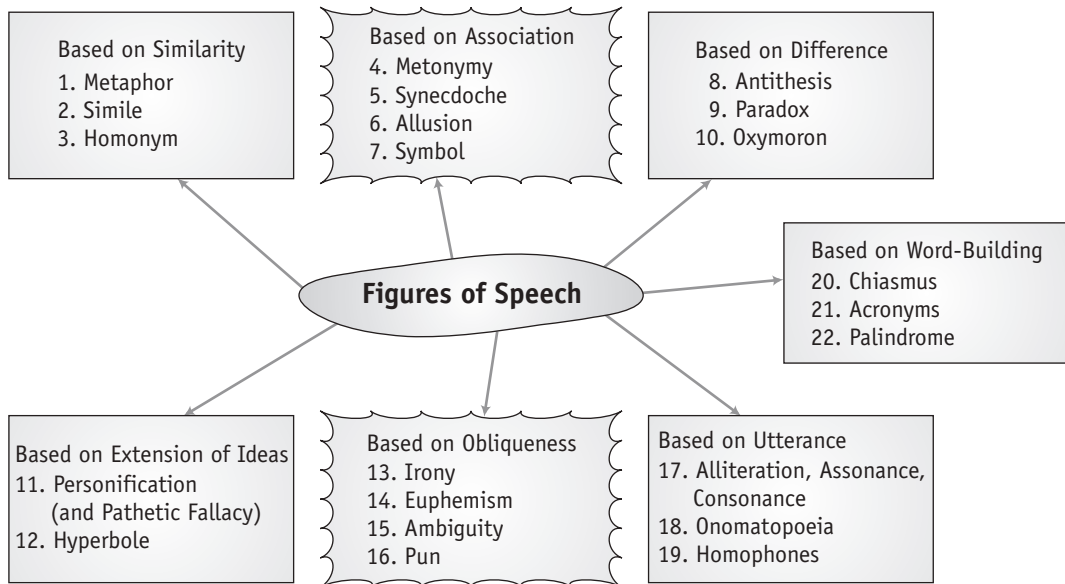 Based on Similarity
1. Metaphor
2. Simile
3. Homonym
Based on Association
4. Metonymy
5. Synecdoche
6. Allusion
7. Symbol
Based on Difference
8. Antithesis
9. Paradox
10. Oxymoron
Figures of Speech
Based on Word-Building
20. Chiasmus
21. Acronyms
22. Palindrome
Based on Extension of Ideas
11. Personification
(and Pathetic Fallacy)
12. Hyperbole
Based on Obliqueness
13. Irony
14. Euphemism
15. Ambiguity
16. Pun
Based on Utterance
17. Alliteration, Assonance,
Consonance
18. Onomatopoeia
19. Homophones